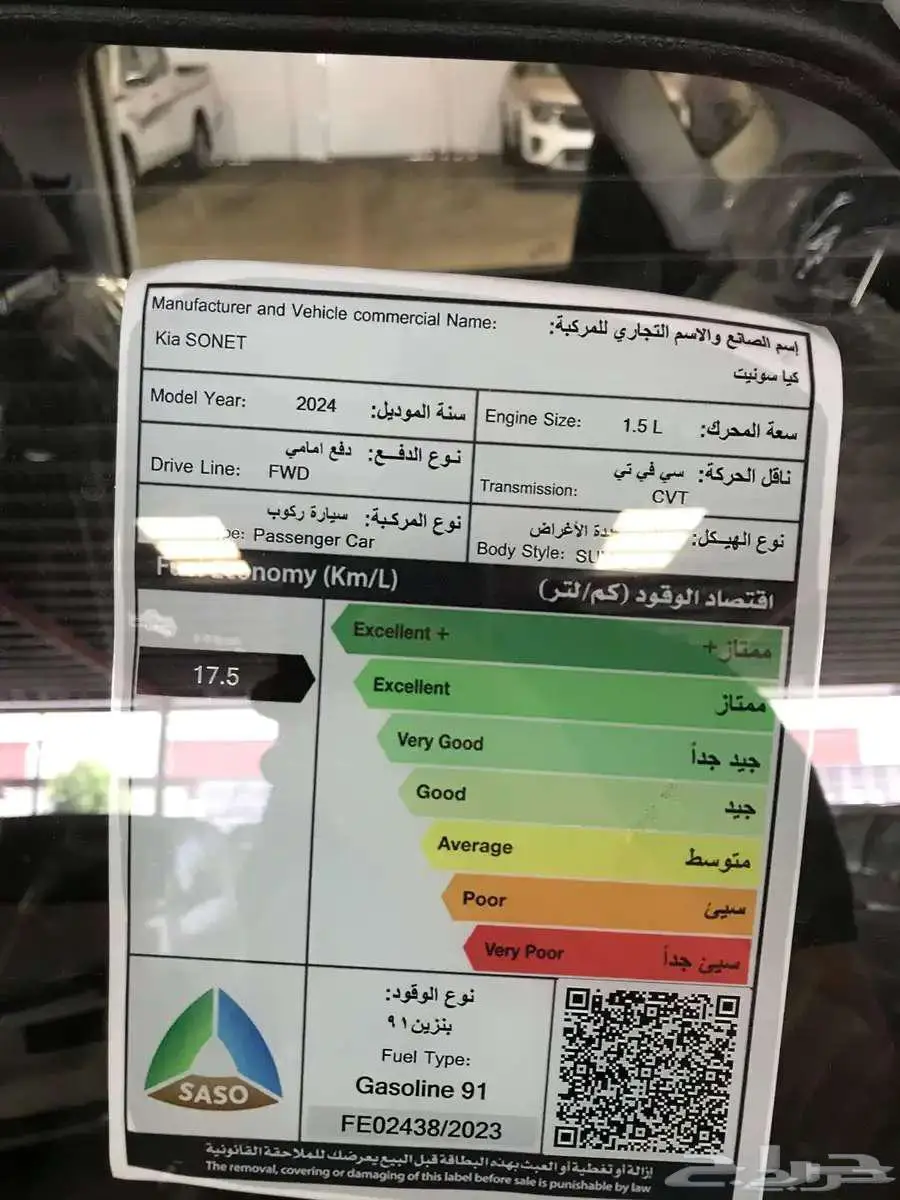 Manufacturer and Vehicle commercial Name: إسم الصانع والاسم التجاري للمركبة:
Kia SONET كيا سونيت
Model Year: 2024 سنة الموديل:
Engine Size: 1.5 L سعة المحرك:
Drive Line: FWD دفع امامي نوع الدفع:
Transmission: CVT سي في تي ناقل الحركة:
Passenger Car سيارة ركوب نوع المركبة:
Body Style: الأغراض نوع الهيكل:
Economy (Km/L) اقتصاد الوقود (كم/لتر)
17.5
Excellent + ممتاز+
Excellent ممتاز
Very Good جيد جداً
Good جيد
Average متوسط
Poor سيئ
Very Poor سيئ جداً
SASO
نوع الوقود:
بنزين ٩١
Fuel Type:
Gasoline 91
FE02438/2023
إزالة أو تغطية أو العبث بهذه البطاقة قبل البيع يعرضك للملاحقة القانونية
The removal, covering or damaging of this label before sale is punishable by law
حراج